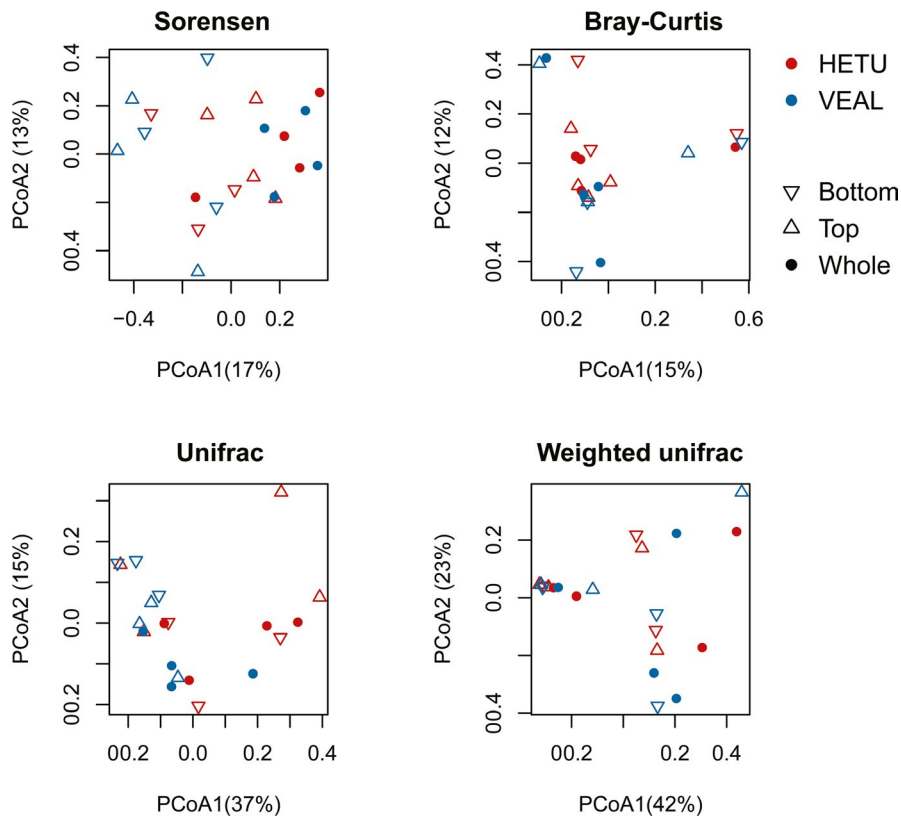 Sorensen
Bray-Curtis
HETU
VEAL
Bottom
Top
Whole
PCoA2 (13%)
0.4
0.2
0.0
00.4
−0.4
0.0
0.2
PCoA1(17%)
PCoA2 (12%)
0.4
0.2
0.0
00.4
00.2
0.2
0.6
PCoA1(15%)
Unifrac
Weighted unifrac
PCoA2 (15%)
0.2
0.0
00.2
00.2
0.0
0.2
0.4
PCoA1(37%)
PCoA2 (23%)
0.2
0.0
00.4
00.2
0.2
0.4
PCoA1(42%)